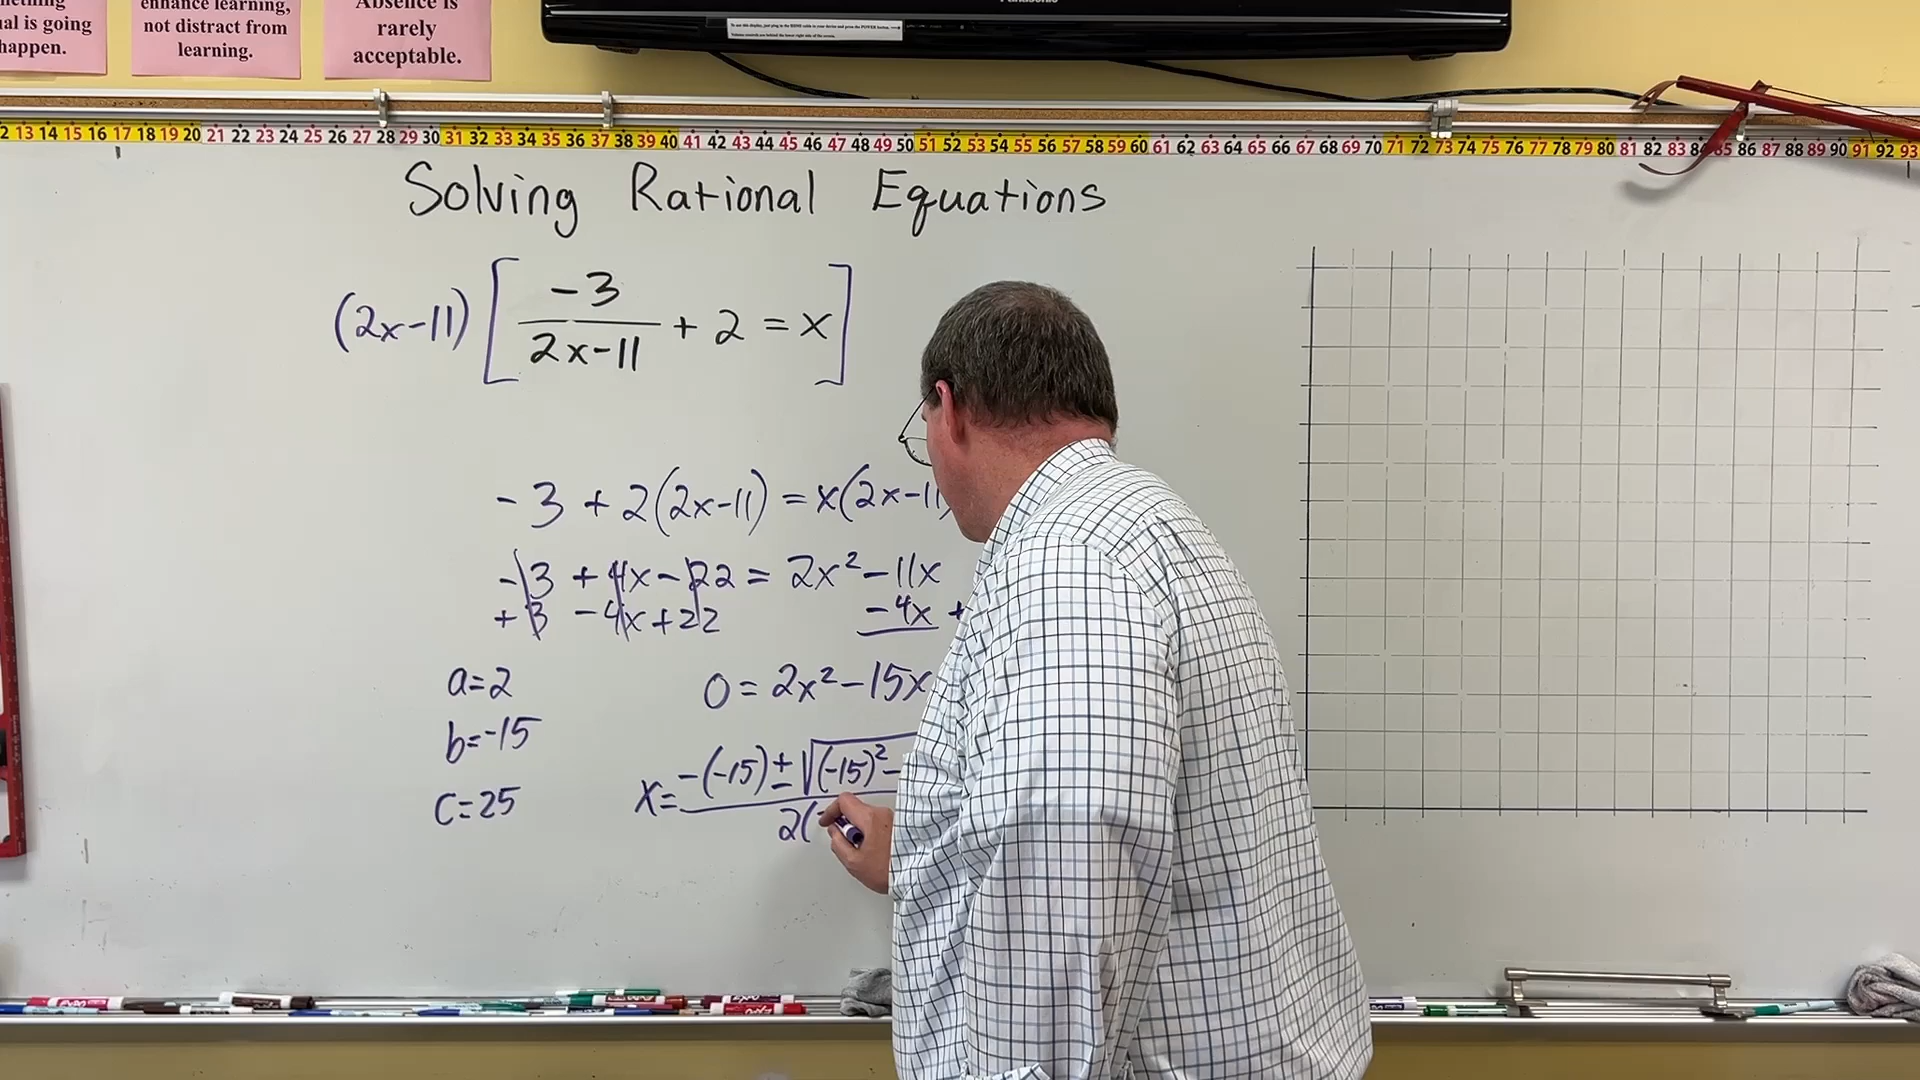 al is going
happen.
enhance learning,
not distract from
learning.
Absence is
rarely
acceptable.
Panasonic
12 13 14 15 16 17 18 19 20 21 22 23 24 25 26 27 28 29 30 31 32 33 34 35 36 37 38 39 40 41 42 43 44 45 46 47 48 49 50 51 52 53 54 55 56 57 58 59 60 61 62 63 64 65 66 67 68 69 70 71 72 73 74 75 76 77 78 79 80 81 82 83 84 85 86 87 88 89 90 91 92 93
Solving Rational Equations
(2x-11) [ -3 / 2x-11 + 2 = x ]
-3 + 2(2x-11) = x(2x-11)
-3 + 4x - 22 = 2x² - 11x
+3 - 4x + 22 - 4x +
a=2
0 = 2x² - 15x
b=-15
x= -(-15) ± √(-15)² - / 2(
c=25